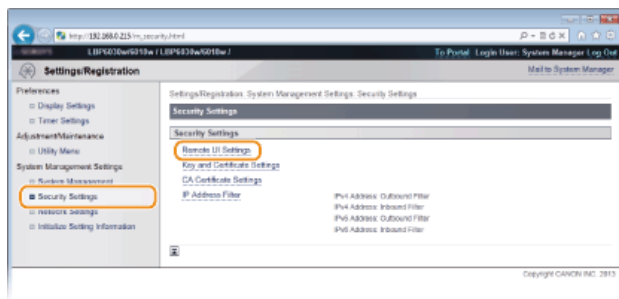 http://192.168.0.215/m_security.html
LBP6030w/6018w / LBP6030w/6018w /
To Portal Login User: System Manager Log Out
Settings/Registration
Mail to System Manager
Preferences
Display Settings
Timer Settings
Adjustment/Maintenance
Utility Menu
System Management Settings
System Management
Security Settings
Network Settings
Initialize Setting Information
Settings/Registration: System Management Settings: Security Settings
Security Settings
Security Settings
Remote UI Settings
Key and Certificate Settings
CA Certificate Settings
IP Address Filter
IPv4 Address: Outbound Filter
IPv4 Address: Inbound Filter
IPv6 Address: Outbound Filter
IPv6 Address: Inbound Filter
Copyright CANON INC. 2013